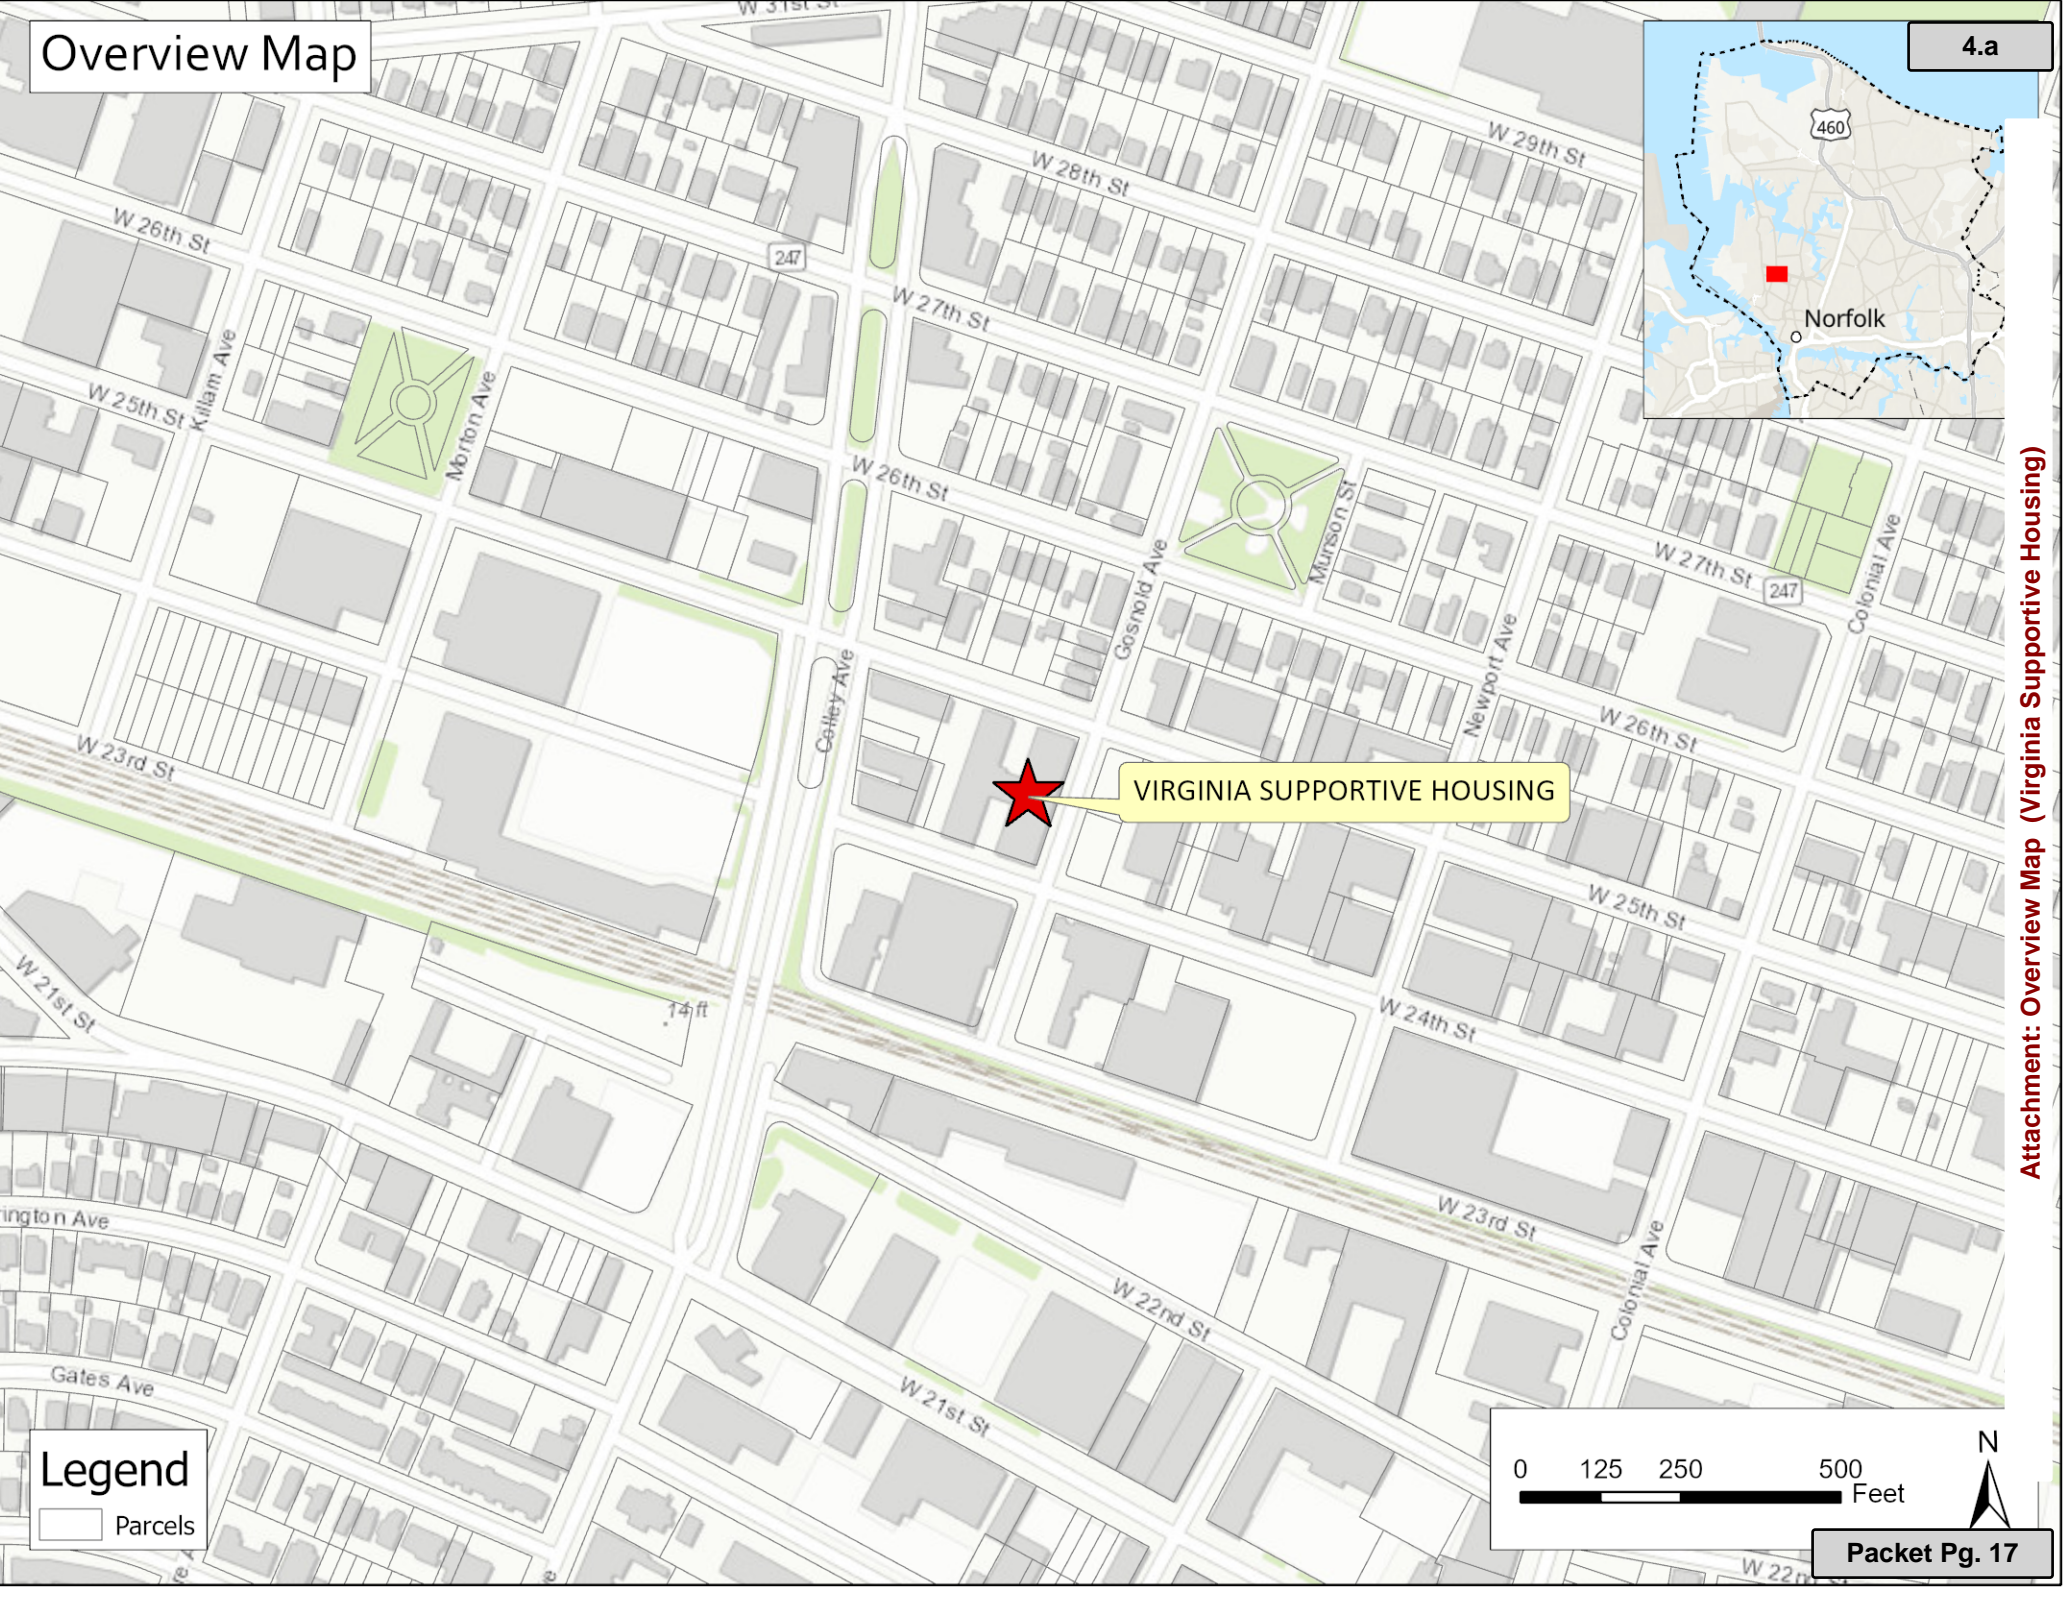 Overview Map
W 31st St
4.a
460
Norfolk
W 29th St
W 28th St
W 26th St
247
W 27th St
Killam Ave
W 25th St
Morton Ave
W 26th St
Munson St
Gosnold Ave
W 27th St
247
Colonial Ave
Newport Ave
Colley Ave
W 26th St
W 23rd St
VIRGINIA SUPPORTIVE HOUSING
W 25th St
W 21st St
14 ft
W 24th St
W 23rd St
Colonial Ave
W 22nd St
W 21st St
rington Ave
Gates Ave
Legend
Parcels
0 125 250 500
Feet
N
W 22nd St
Packet Pg. 17
Attachment: Overview Map (Virginia Supportive Housing)